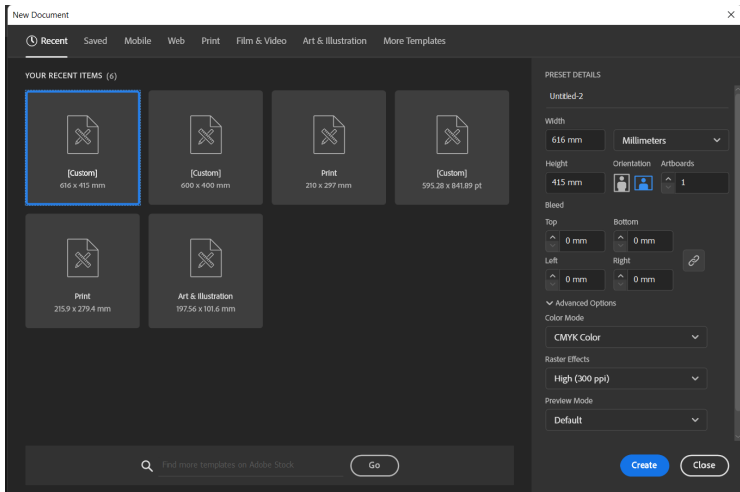 New Document
Recent Saved Mobile Web Print Film & Video Art & Illustration More Templates
YOUR RECENT ITEMS (6)
[Custom]
616 x 415 mm
[Custom]
600 x 400 mm
Print
210 x 297 mm
[Custom]
595.28 x 841.89 pt
Print
215.9 x 279.4 mm
Art & Illustration
197.56 x 101.6 mm
Find more templates on Adobe Stock
Go
PRESET DETAILS
Untitled-2
Width
616 mm Millimeters
Height Orientation Artboards
415 mm 1
Bleed
Top Bottom
0 mm 0 mm
Left Right
0 mm 0 mm
Advanced Options
Color Mode
CMYK Color
Raster Effects
High (300 ppi)
Preview Mode
Default
Create Close